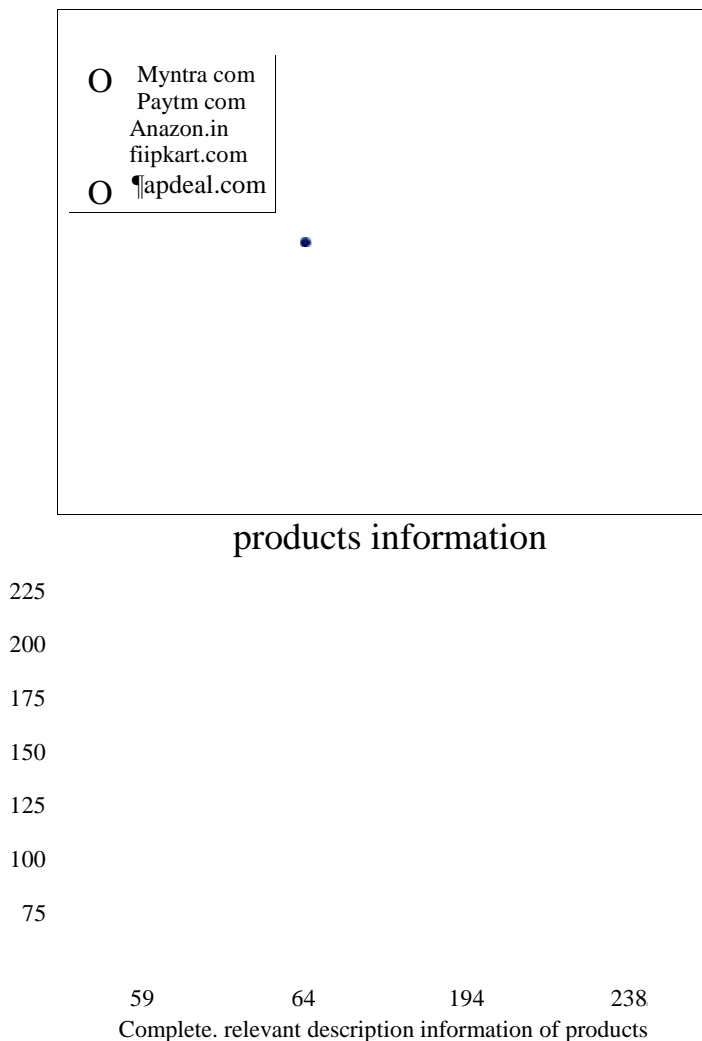 O Myntra com
Paytm com
Anazon.in
fiipkart.com
O ¶apdeal.com
products information
225
200
175
150
125
100
75
59 64 194 238
Complete. relevant description information of products